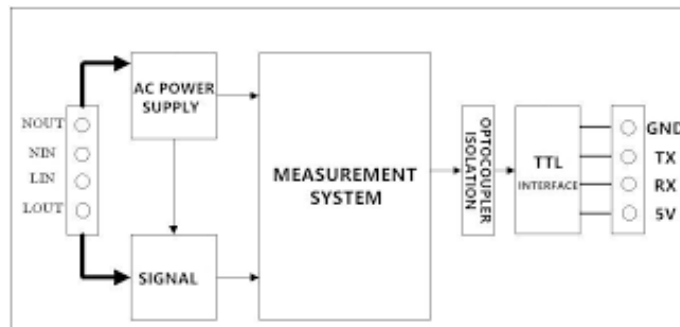 NOUT
NIN
LIN
LOUT
AC POWER
SUPPLY
SIGNAL
MEASUREMENT
SYSTEM
OPTOCOUPLER
ISOLATION
TTL
INTERFACE
GND
TX
RX
5V